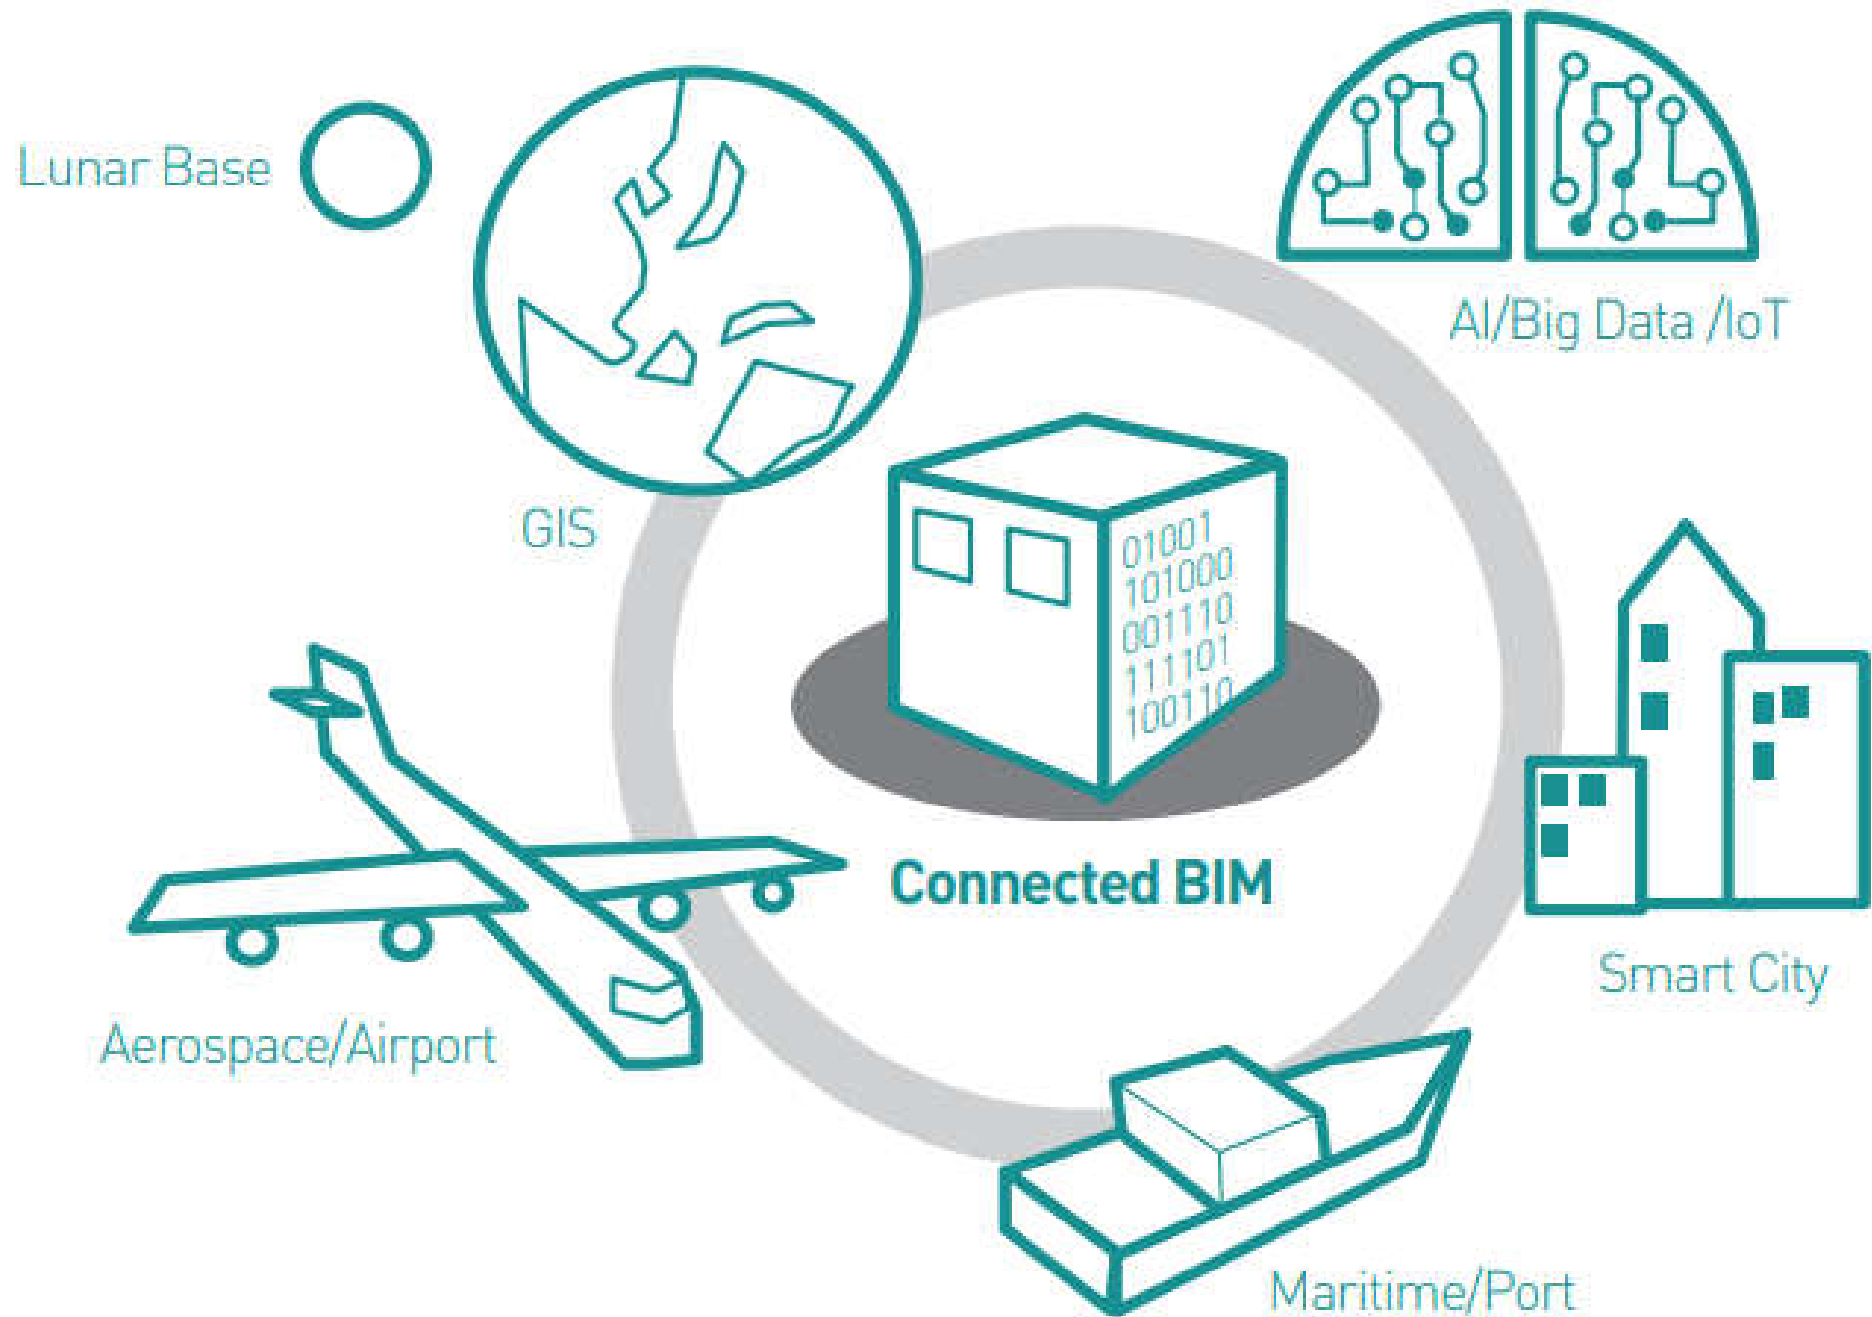 Lunar Base
AI/Big Data /IoT
GIS
01001
101000
001110
111101
100110
Connected BIM
Smart City
Aerospace/Airport
Maritime/Port